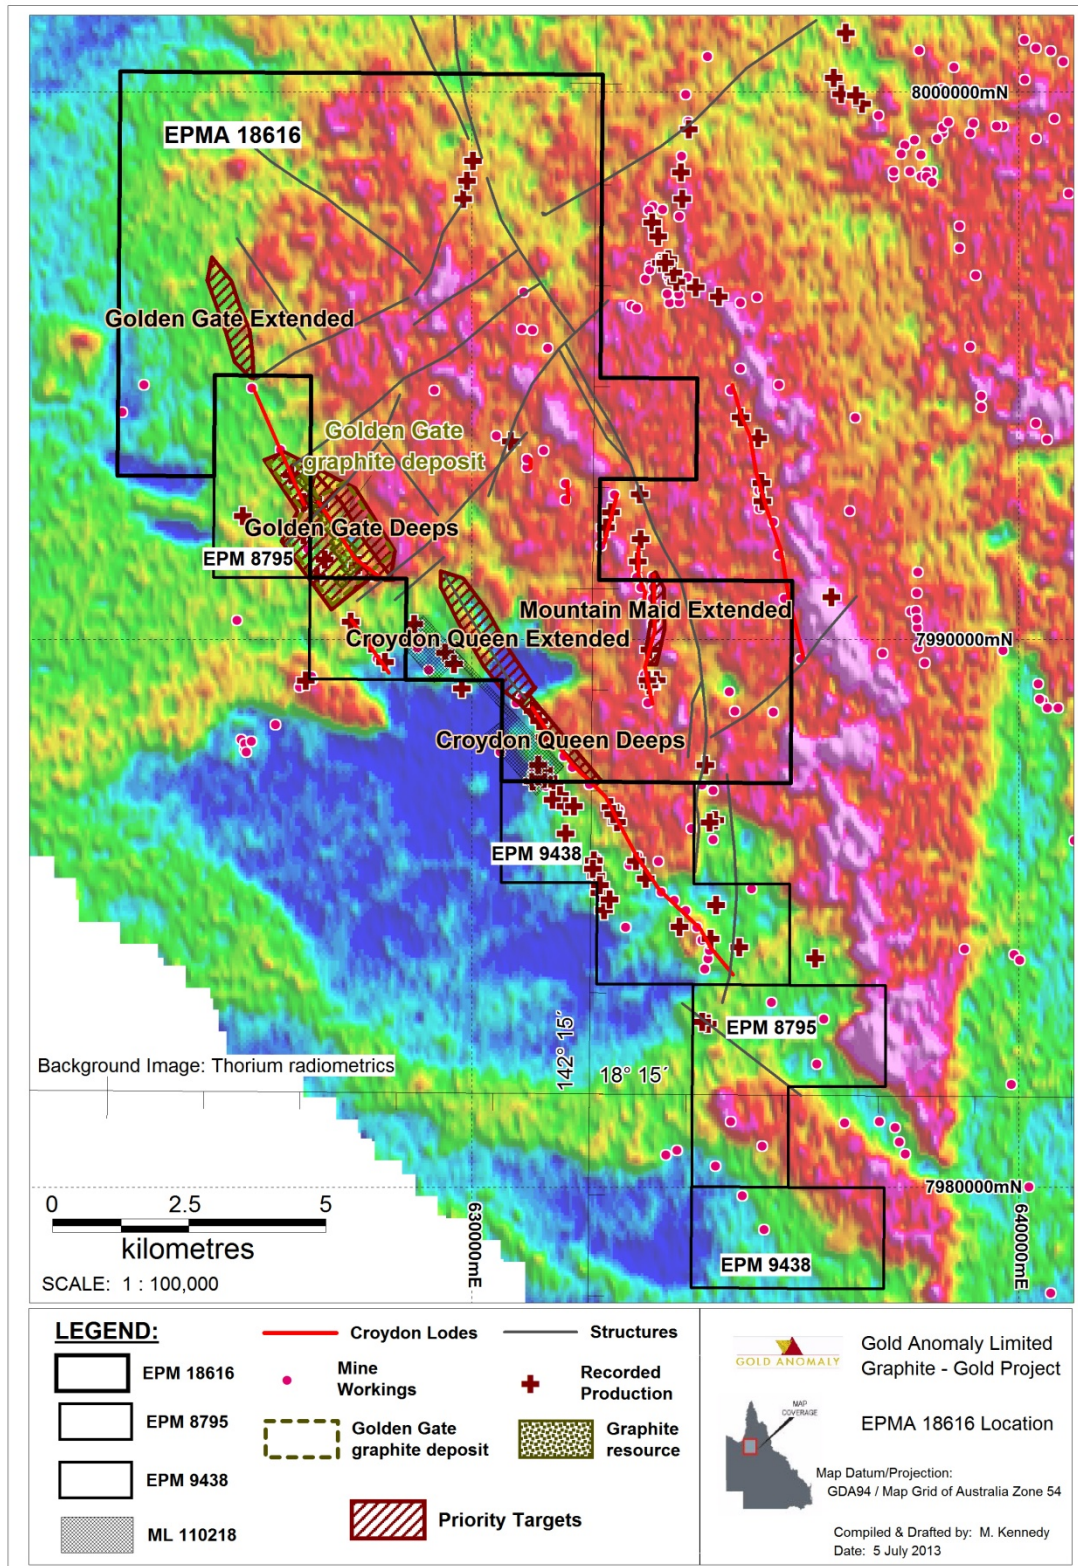 8000000mN
EPMA 18616
Golden Gate Extended
Golden Gate
graphite deposit
Golden Gate Deeps
EPM 8795
Mountain Maid Extended
Croydon Queen Extended
7990000mN
Croydon Queen Deeps
EPM 9438
EPM 8795
142° 15´
18° 15´
Background Image: Thorium radiometrics
7980000mN
0 2.5 5
kilometres
SCALE: 1 : 100,000
630000mE
640000mE
EPM 9438
LEGEND:
EPM 18616
EPM 8795
EPM 9438
ML 110218
Croydon Lodes
Structures
Mine
Workings
Recorded
Production
Golden Gate
graphite deposit
Graphite
resource
Priority Targets
GOLD ANOMALY
Gold Anomaly Limited
Graphite - Gold Project
MAP
COVERAGE
EPMA 18616 Location
Map Datum/Projection:
GDA94 / Map Grid of Australia Zone 54
Compiled & Drafted by: M. Kennedy
Date: 5 July 2013